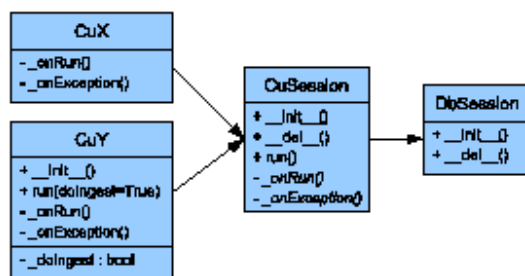 CuX
- _onRun()
- _onException()
CuY
+ __init__()
+ run(doIngest=True)
- _onRun()
- _onException()
- _doIngest : bool
CuSession
+ __init__()
+ __del__()
+ run()
- _onRun()
- _onException()
DbSession
+ __init__()
+ __del__()